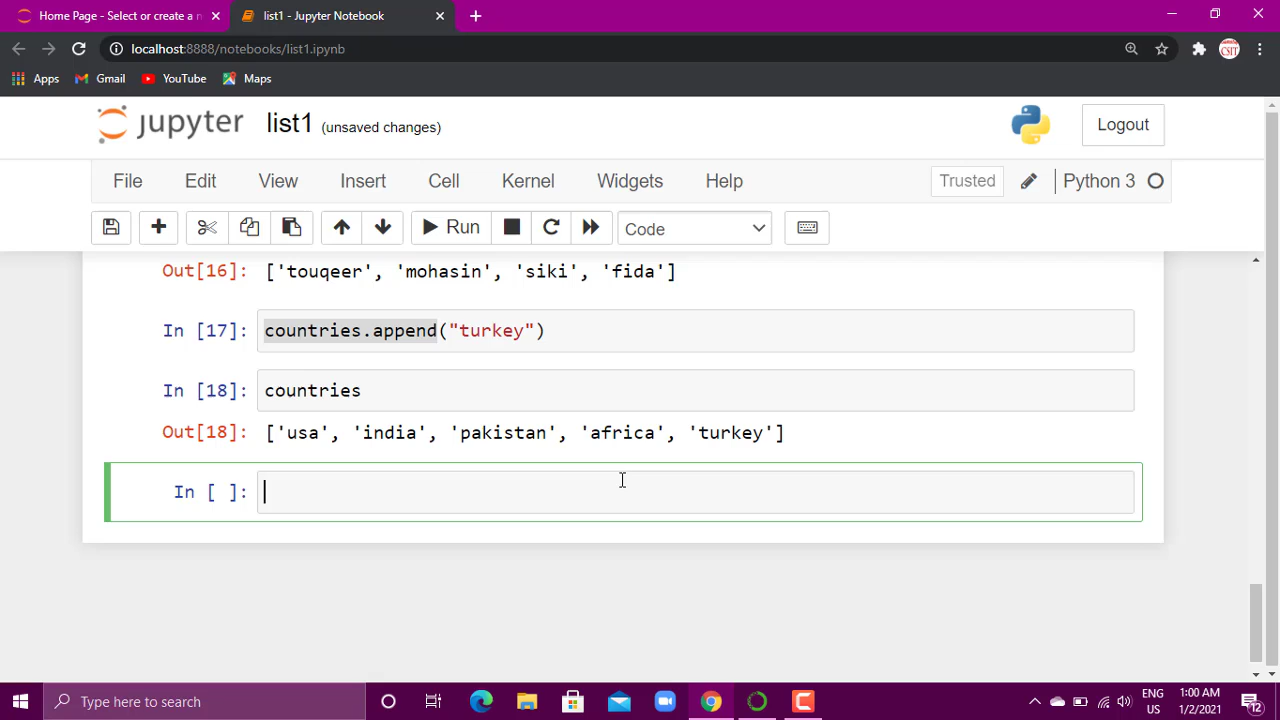 Home Page - Select or create a n
list1 - Jupyter Notebook
localhost:8888/notebooks/list1.ipynb
CSIT
Apps
Gmail
YouTube
Maps
jupyter
list1 (unsaved changes)
Logout
File
Edit
View
Insert
Cell
Kernel
Widgets
Help
Trusted
Python 3
Run
Code
Out[16]: ['touqeer', 'mohasin', 'siki', 'fida']
In [17]: countries.append("turkey")
In [18]: countries
Out[18]: ['usa', 'india', 'pakistan', 'africa', 'turkey']
In [ ]:
Type here to search
ENG
US
1:00 AM
1/2/2021
12